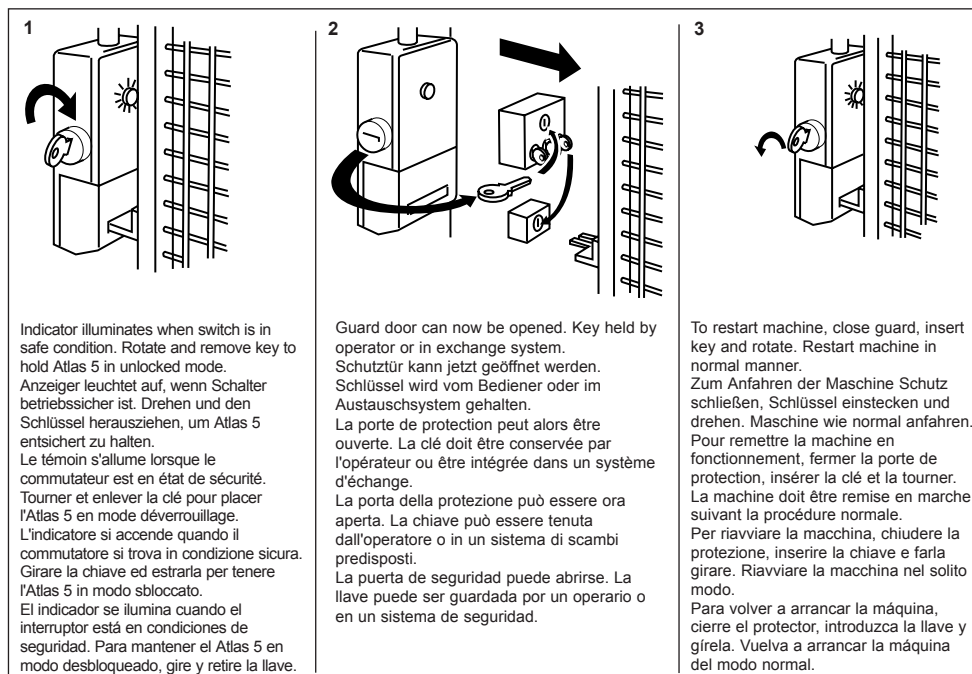 1
Indicator illuminates when switch is in
safe condition. Rotate and remove key to
hold Atlas 5 in unlocked mode.
Anzeiger leuchtet auf, wenn Schalter
betriebssicher ist. Drehen und den
Schlüssel herausziehen, um Atlas 5
entsichert zu halten.
Le témoin s'allume lorsque le
commutateur est en état de sécurité.
Tourner et enlever la clé pour placer
l'Atlas 5 en mode déverrouillage.
L'indicatore si accende quando il
commutatore si trova in condizione sicura.
Girare la chiave ed estrarla per tenere
l'Atlas 5 in modo sbloccato.
El indicador se ilumina cuando el
interruptor está en condiciones de
seguridad. Para mantener el Atlas 5 en
modo desbloqueado, gire y retire la llave.
2
Guard door can now be opened. Key held by
operator or in exchange system.
Schutztür kann jetzt geöffnet werden.
Schlüssel wird vom Bediener oder im
Austauschsystem gehalten.
La porte de protection peut alors être
ouverte. La clé doit être conservée par
l'opérateur ou être intégrée dans un système
d'échange.
La porta della protezione può essere ora
aperta. La chiave può essere tenuta
dall'operatore o in un sistema di scambi
predisposti.
La puerta de seguridad puede abrirse. La
llave puede ser guardada por un operario o
en un sistema de seguridad.
3
To restart machine, close guard, insert
key and rotate. Restart machine in
normal manner.
Zum Anfahren der Maschine Schutz
schließen, Schlüssel einstecken und
drehen. Maschine wie normal anfahren.
Pour remettre la machine en
fonctionnement, fermer la porte de
protection, insérer la clé et la tourner.
La machine doit être remise en marche
suivant la procédure normale.
Per riavviare la macchina, chiudere la
protezione, inserire la chiave e farla
girare. Riavviare la macchina nel solito
modo.
Para volver a arrancar la máquina,
cierre el protector, introduzca la llave y
gírela. Vuelva a arrancar la máquina
del modo normal.